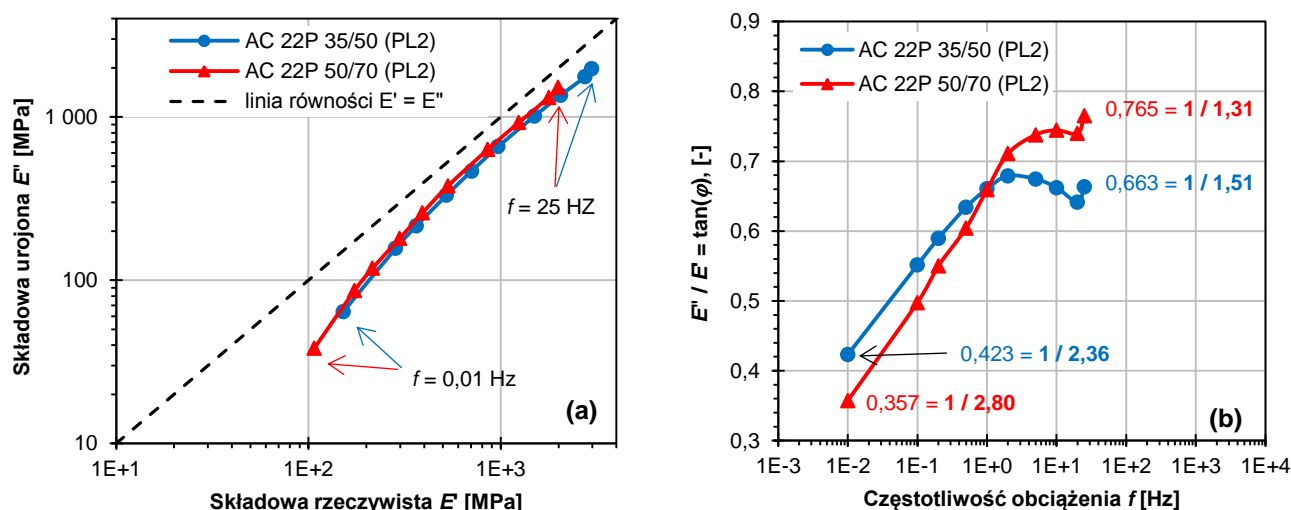 AC 22P 35/50 (PL2)
AC 22P 50/70 (PL2)
linia równości E' = E"
Składowa urojona E" [MPa]
1 000
100
10
f = 25 HZ
f = 0,01 Hz
(a)
1E+1
1E+2
1E+3
Składowa rzeczywista E' [MPa]
0,9
0,8
0,7
0,6
0,5
0,4
0,3
E" / E' = tan(φ), [-]
AC 22P 35/50 (PL2)
AC 22P 50/70 (PL2)
0,765 = 1 / 1,31
0,663 = 1 / 1,51
0,423 = 1 / 2,36
0,357 = 1 / 2,80
(b)
1E-3
1E-2
1E-1
1E+0
1E+1
1E+2
1E+3
1E+4
Częstotliwość obciążenia f [Hz]